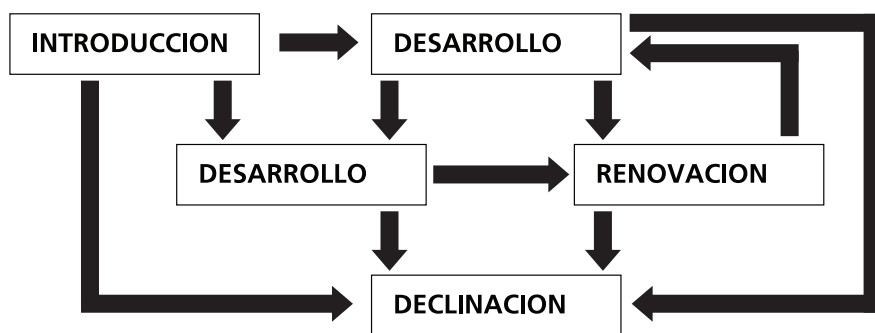 INTRODUCCION
DESARROLLO
DESARROLLO
RENOVACION
DECLINACION